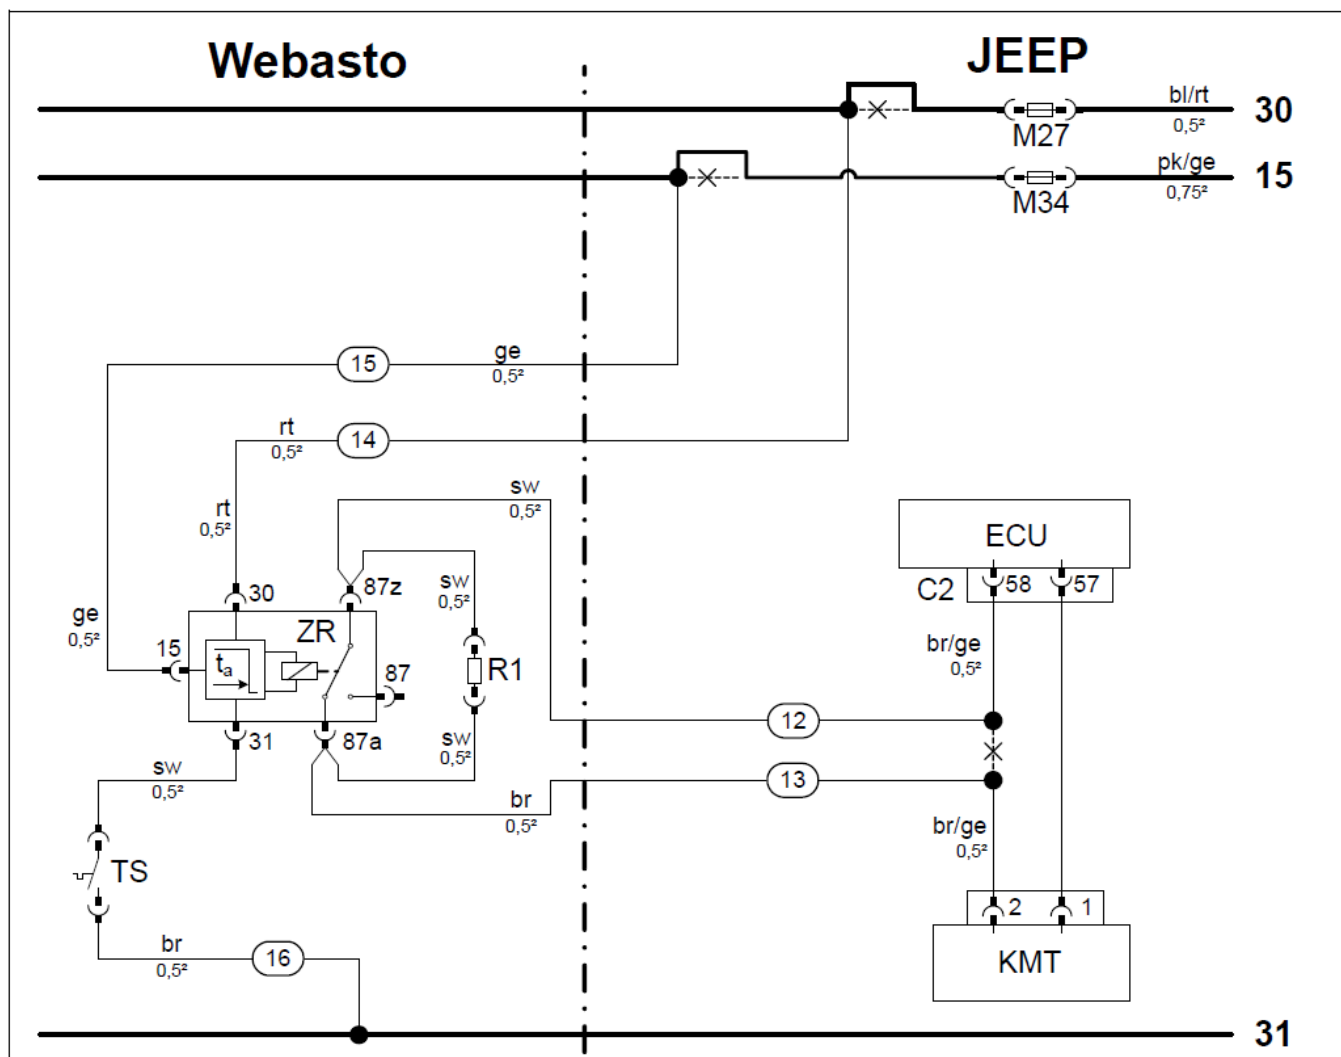 Webasto
JEEP
bl/rt
0,5²
30
M27
pk/ge
0,75²
15
M34
15
ge
0,5²
rt
0,5²
14
sw
0,5²
rt
0,5²
ECU
C2
58
57
30
87z
sw
0,5²
ge
0,5²
15
ZR
ta
87
R1
br/ge
0,5²
12
31
87a
sw
0,5²
sw
0,5²
13
br
0,5²
br/ge
0,5²
TS
2
1
br
0,5²
16
KMT
31